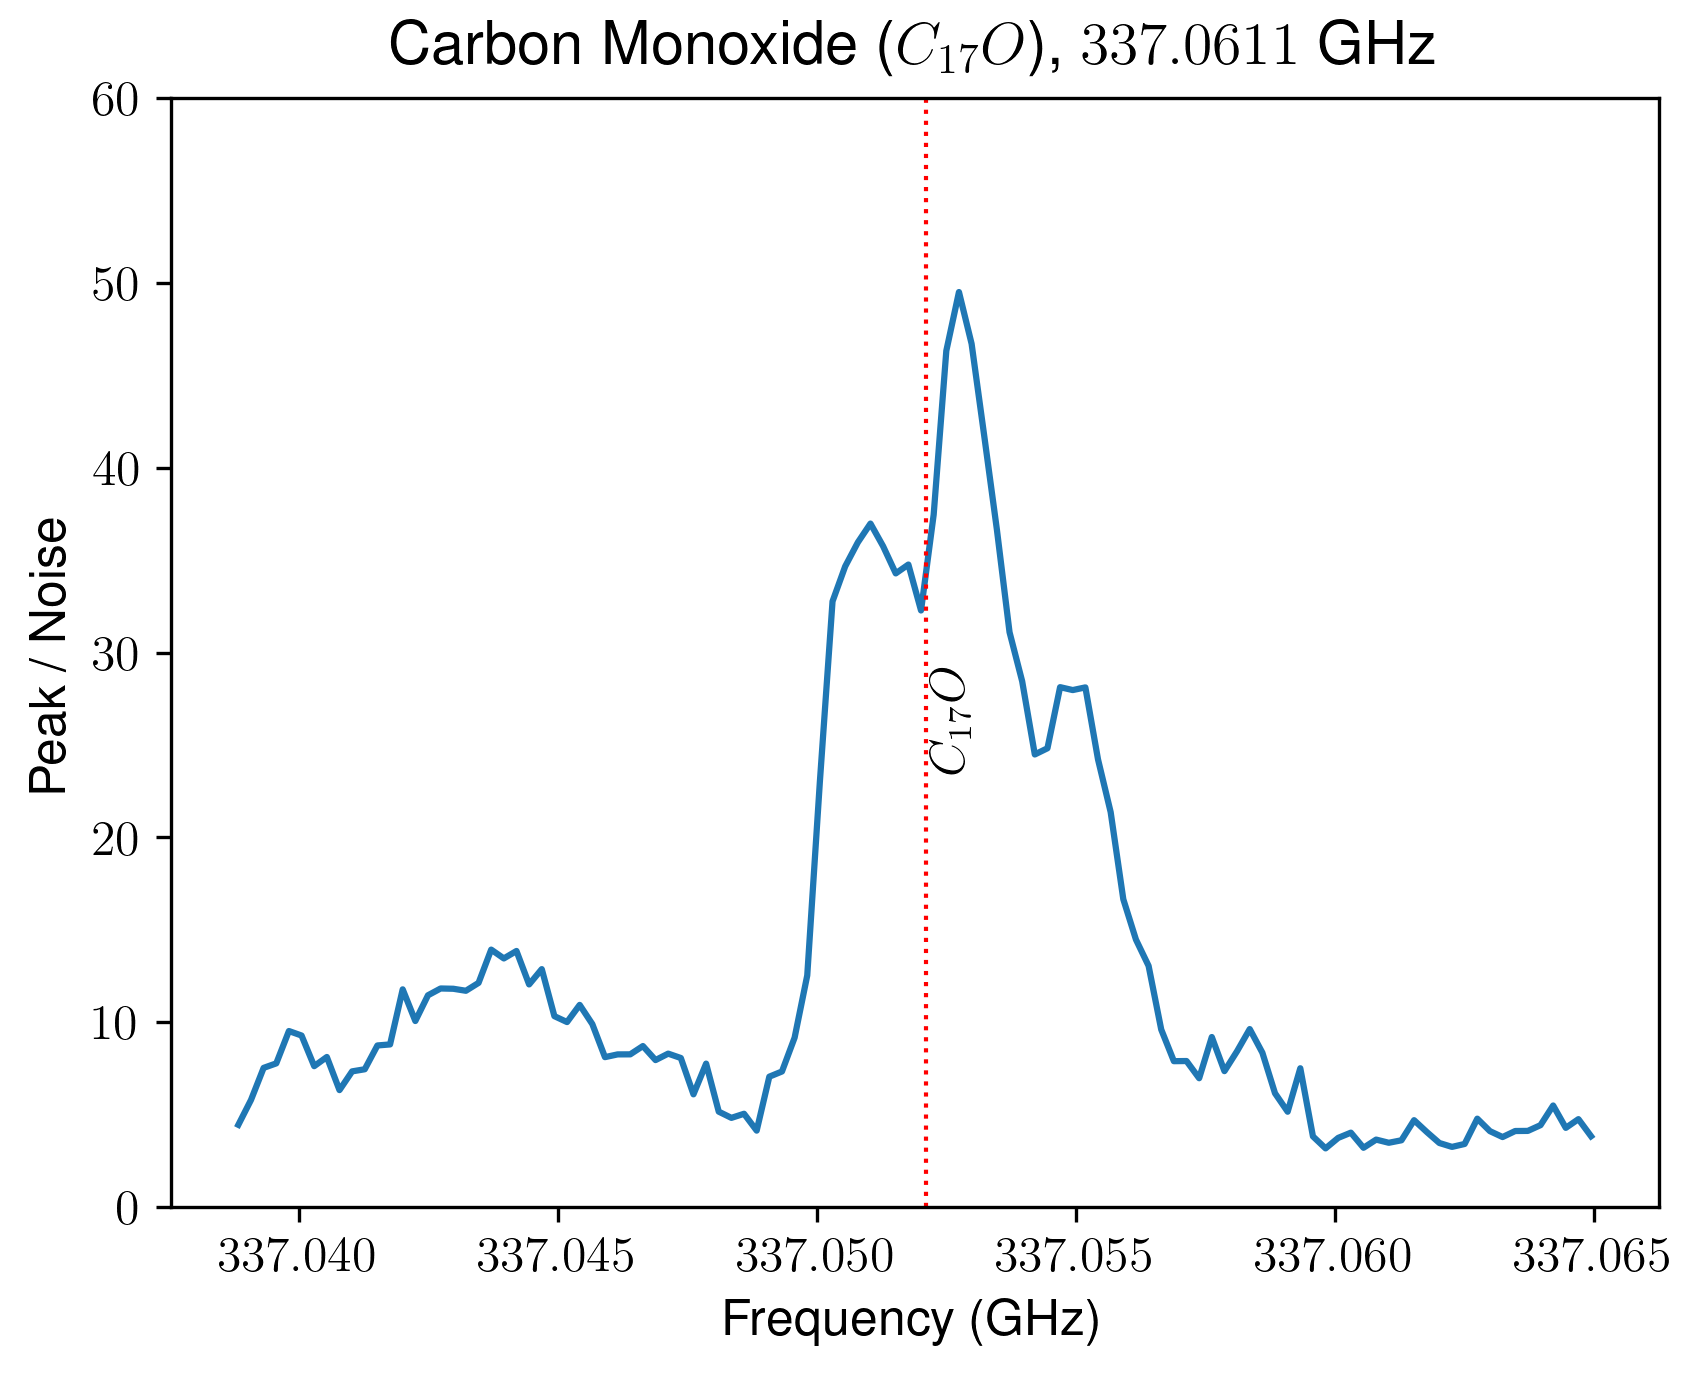 Carbon Monoxide (C₁₇O), 337.0611 GHz
60
50
40
30
20
10
0
Peak / Noise
C₁₇O
337.040 337.045 337.050 337.055 337.060 337.065
Frequency (GHz)